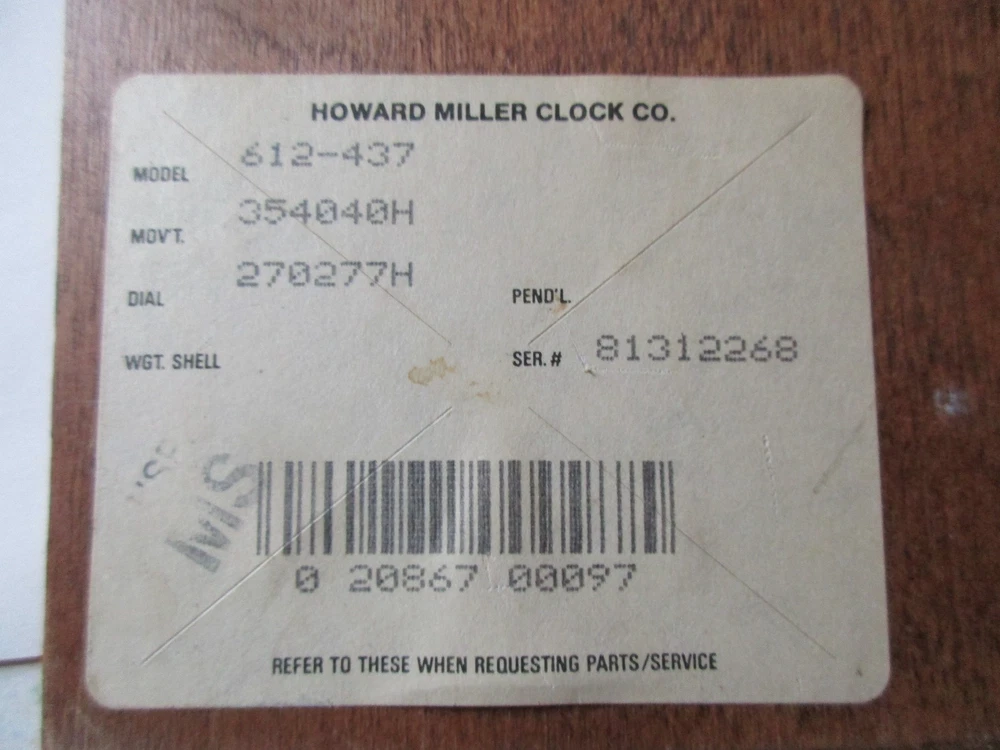 HOWARD MILLER CLOCK CO.
MODEL 612-437
MOV'T. 354040H
DIAL 270277H
PEND'L.
WGT. SHELL
SER. # 81312268
MS
0 20867 00097
REFER TO THESE WHEN REQUESTING PARTS/SERVICE